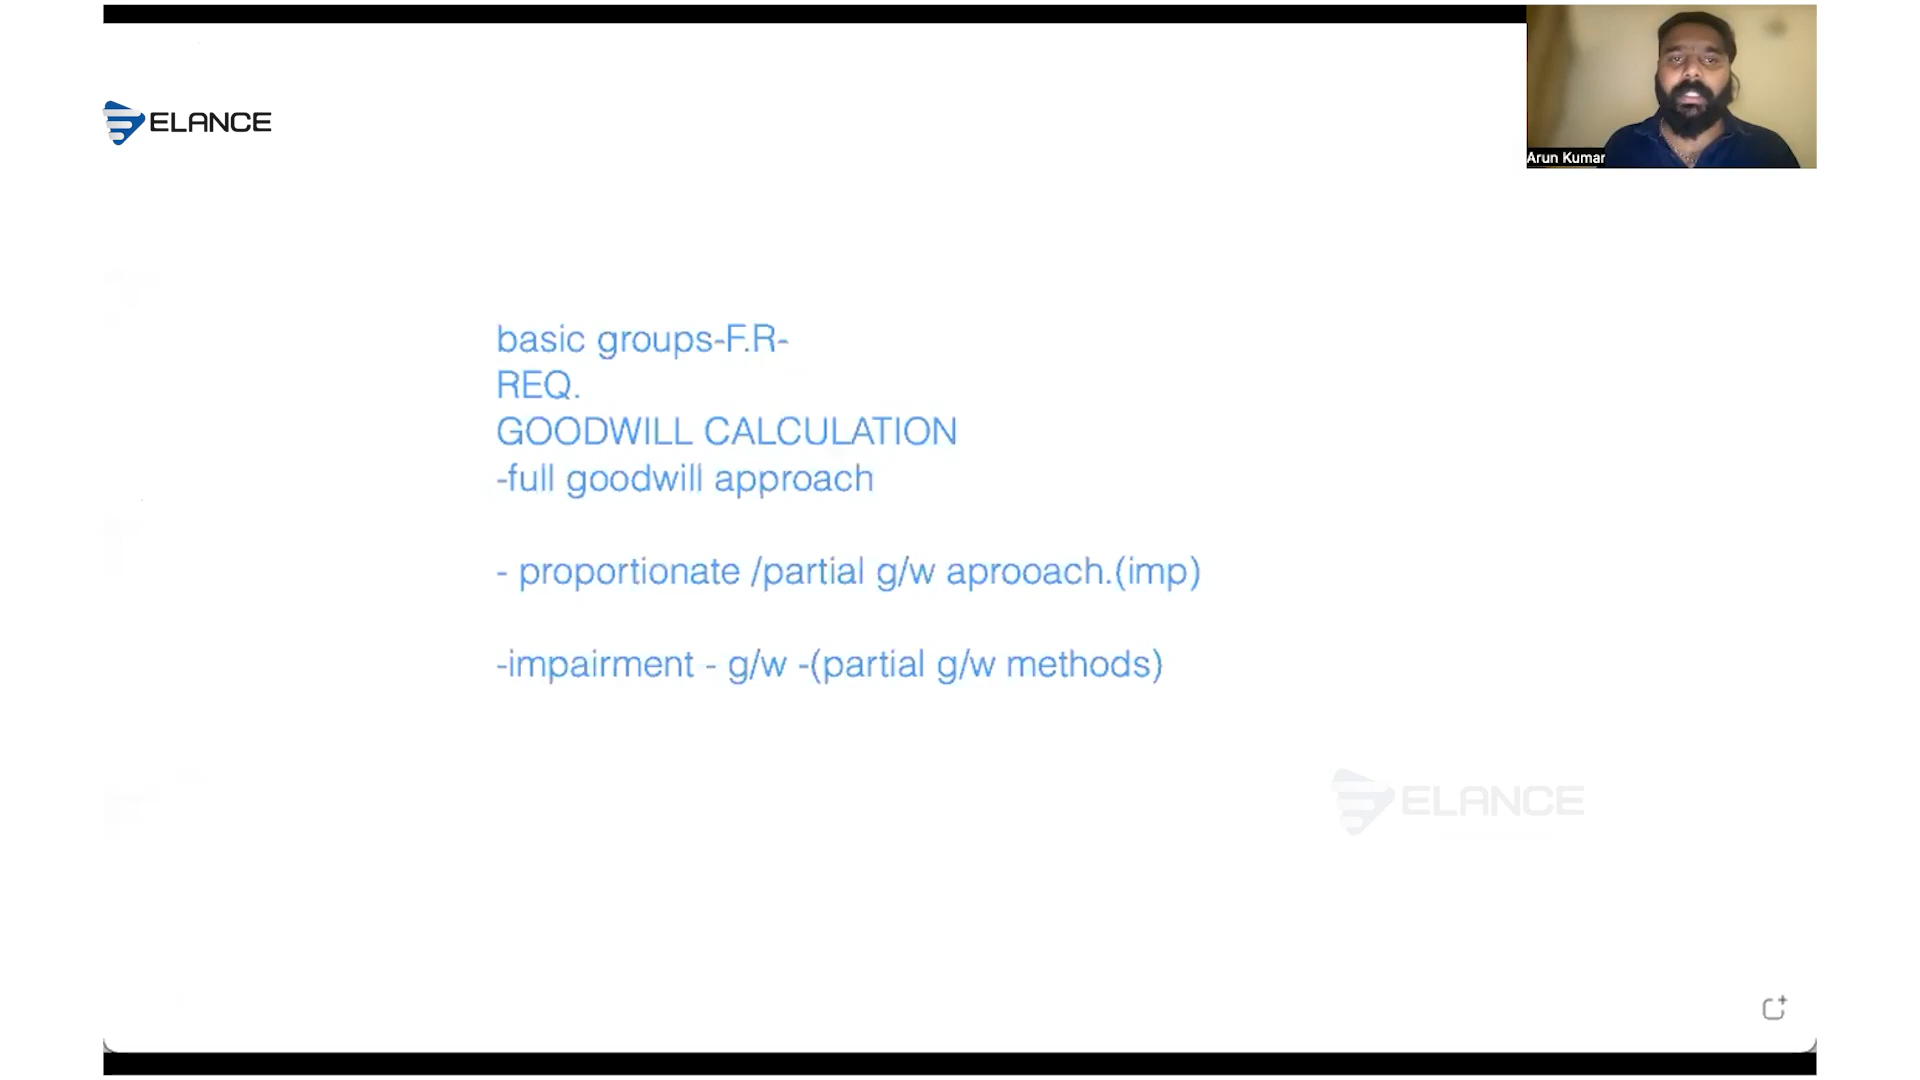 ELANCE
Arun Kumar
basic groups-F.R-
REQ.
GOODWILL CALCULATION
-full goodwill approach
- proportionate /partial g/w aprooach.(imp)
-impairment - g/w -(partial g/w methods)
ELANCE